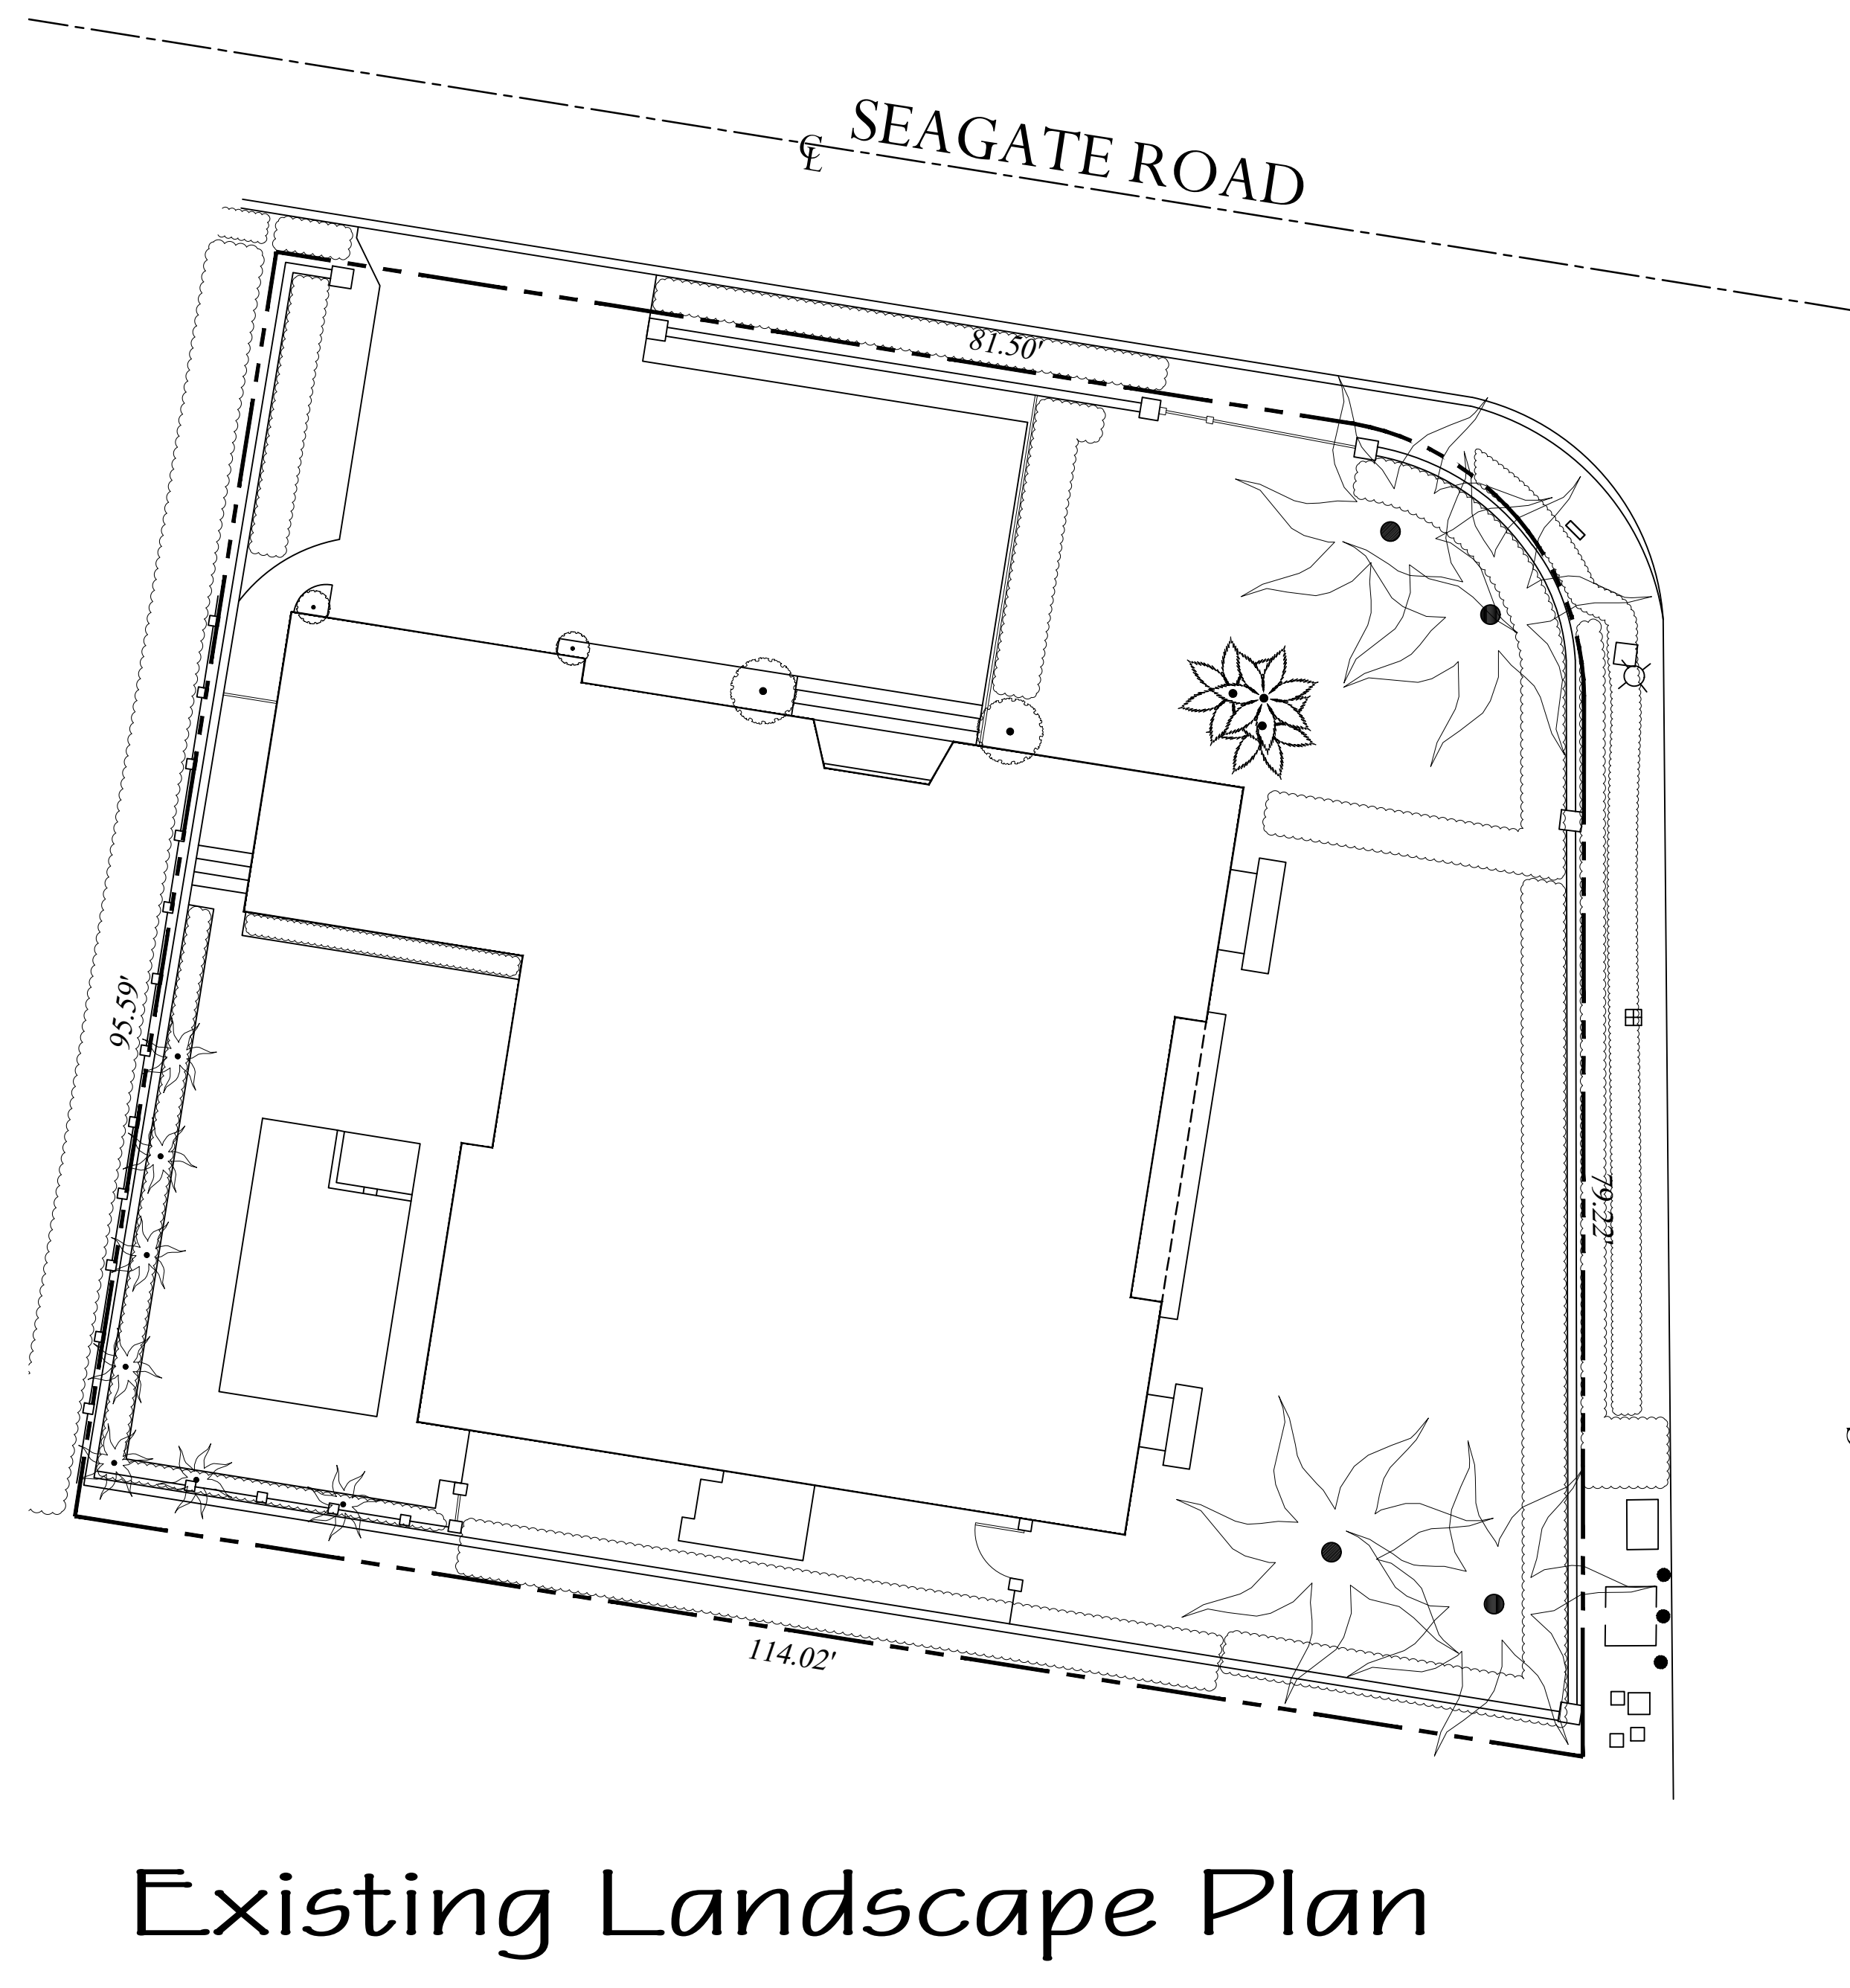 SEAGATE ROAD
℄
81.50'
95.59'
79.22'
114.02'
Existing Landscape Plan